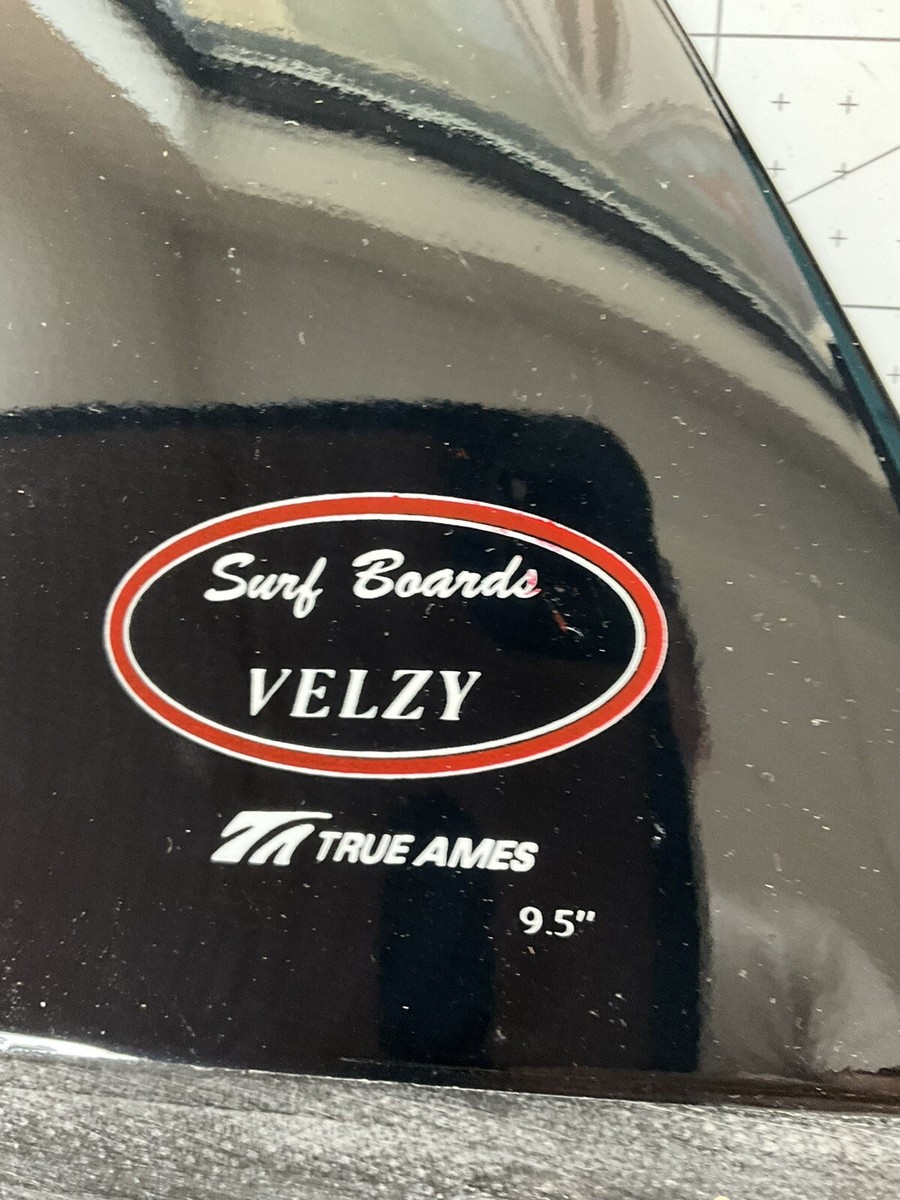 Surf Boards
VELZY
TRUE AMES
9.5"